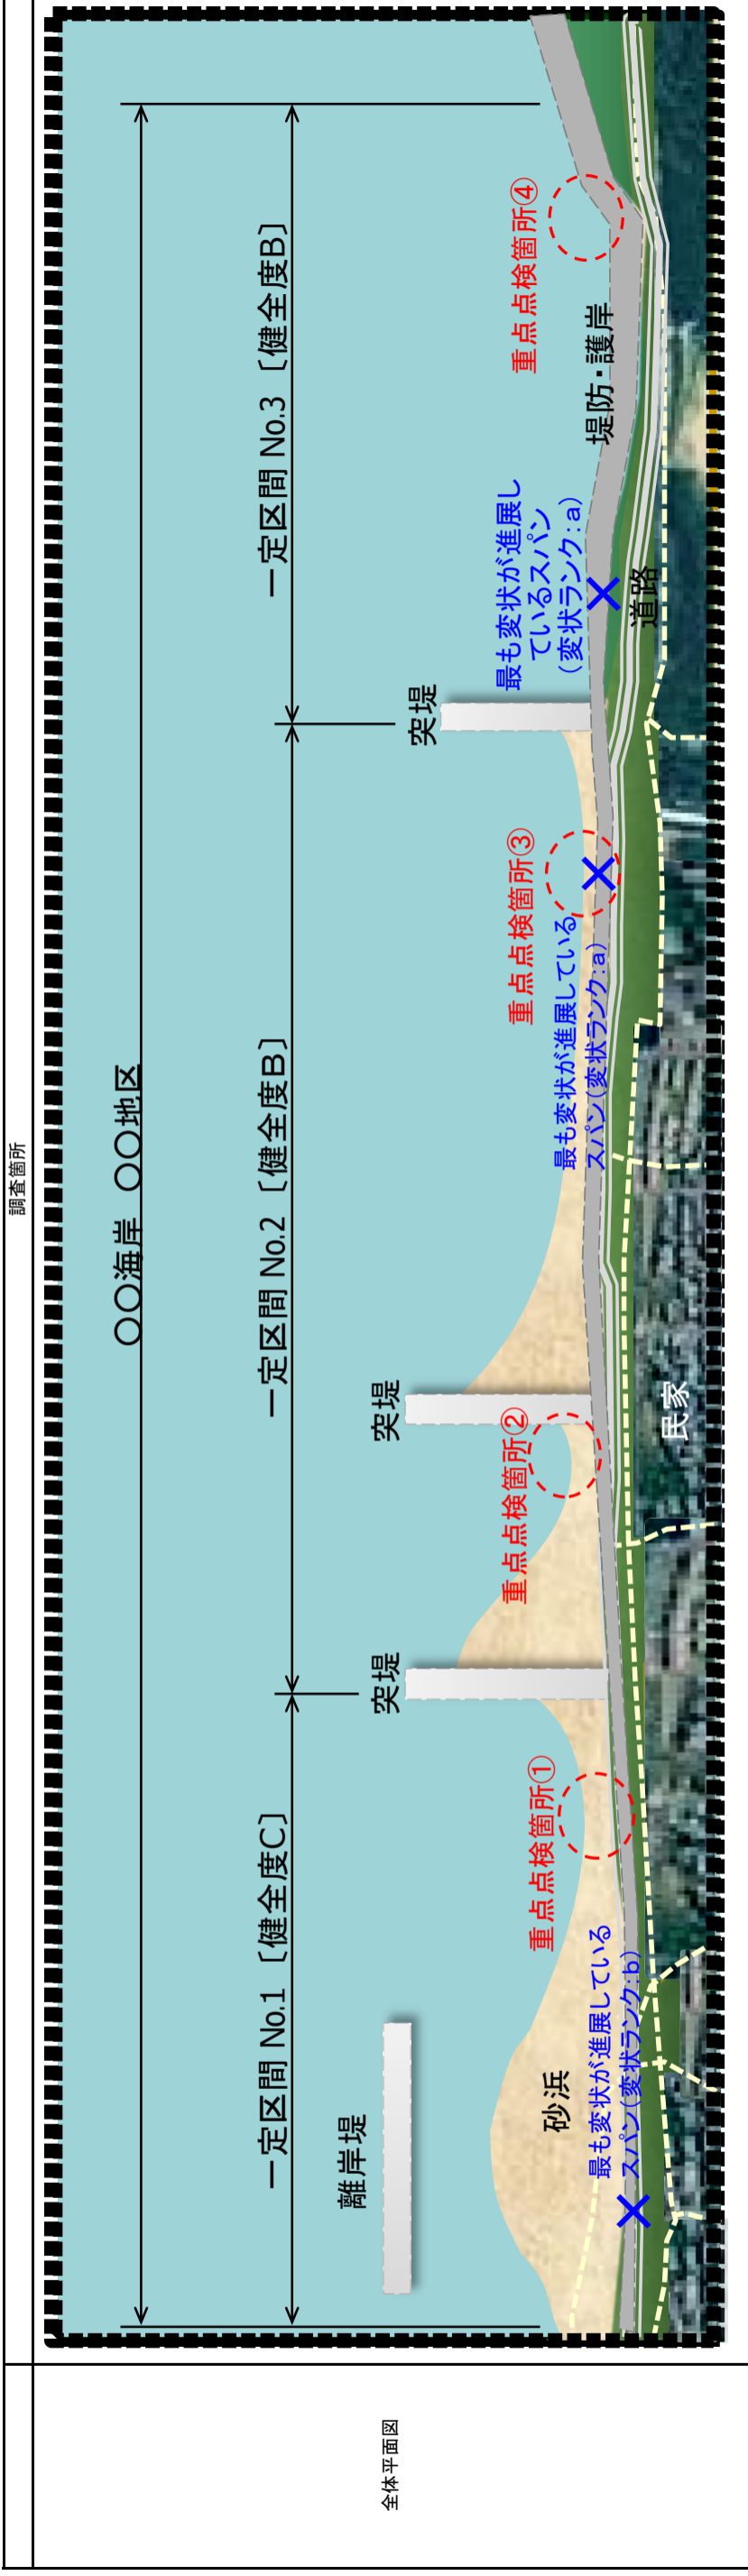 調査箇所
全体平面図
〇〇海岸 〇〇地区
一定区間 No.1 〔健全度C〕
一定区間 No.2 〔健全度B〕
一定区間 No.3 〔健全度B〕
離岸堤
突堤
突堤
突堤
砂浜
最も変状が進展している
スパン(変状ランク:b)
重点点検箇所①
重点点検箇所②
重点点検箇所③
最も変状が進展している
スパン(変状ランク:a)
最も変状が進展し
ているスパン
(変状ランク:a)
重点点検箇所④
堤防・護岸
道路
民家